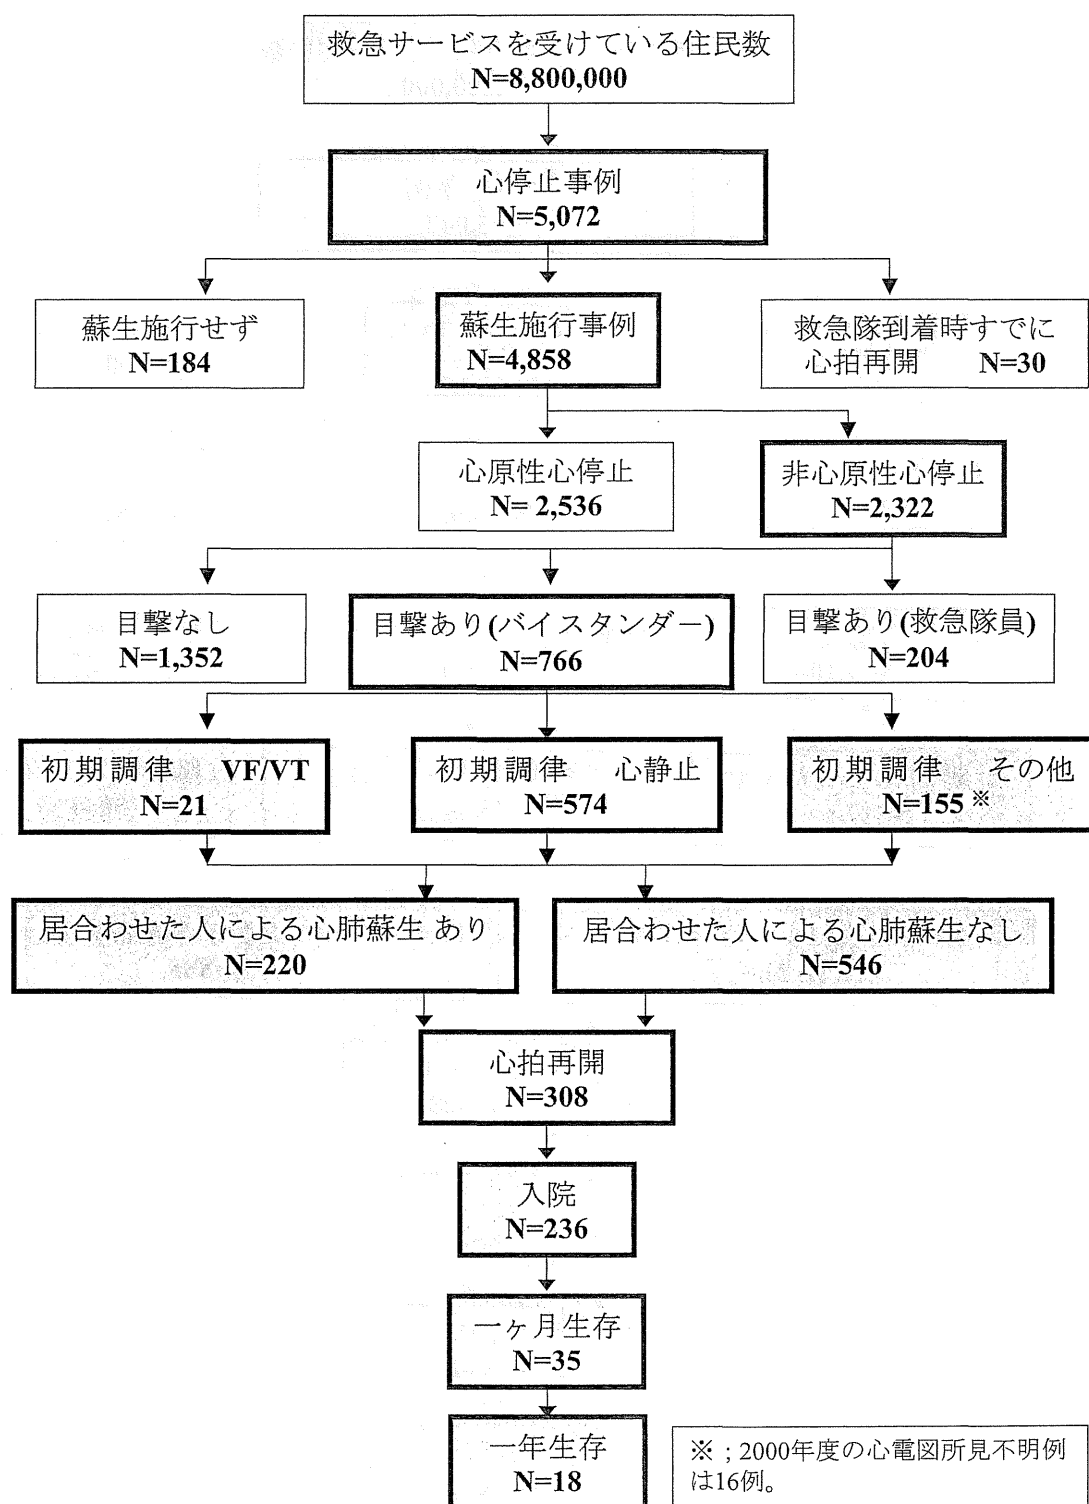 救急サービスを受けている住民数
N=8,800,000
心停止事例
N=5,072
蘇生施行せず
N=184
蘇生施行事例
N=4,858
救急隊到着時すでに
心拍再開 N=30
心原性心停止
N= 2,536
非心原性心停止
N=2,322
目撃なし
N=1,352
目撃あり(バイスタンダー)
N=766
目撃あり(救急隊員)
N=204
初期調律 VF/VT
N=21
初期調律 心静止
N=574
初期調律 その他
N=155※
居合わせた人による心肺蘇生 あり
N=220
居合わせた人による心肺蘇生なし
N=546
心拍再開
N=308
入院
N=236
一ヶ月生存
N=35
一年生存
N=18
※ ; 2000年度の心電図所見不明例
は16例。